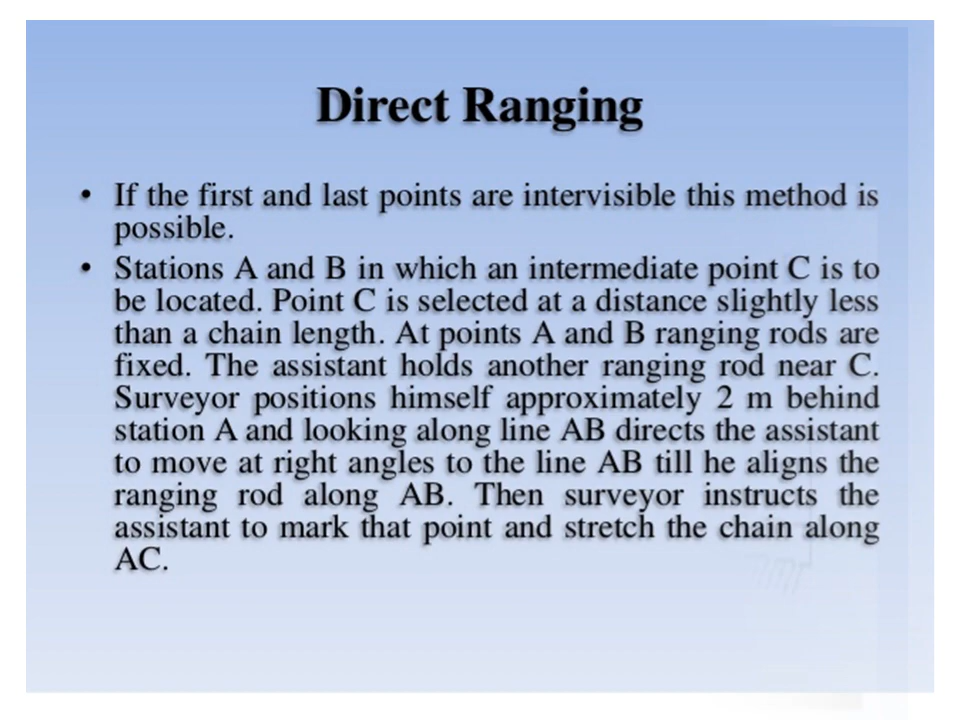 Direct Ranging
• If the first and last points are intervisible this method is
possible.
• Stations A and B in which an intermediate point C is to
be located. Point C is selected at a distance slightly less
than a chain length. At points A and B ranging rods are
fixed. The assistant holds another ranging rod near C.
Surveyor positions himself approximately 2 m behind
station A and looking along line AB directs the assistant
to move at right angles to the line AB till he aligns the
ranging rod along AB. Then surveyor instructs the
assistant to mark that point and stretch the chain along
AC.